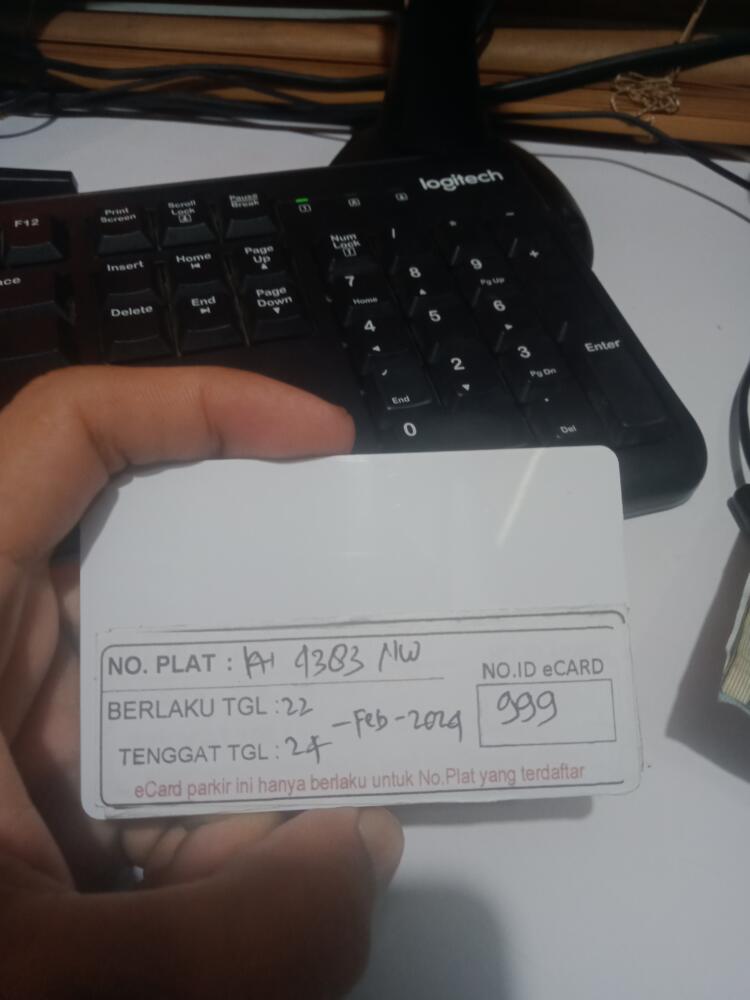 logitech
F12
Print Screen
Scroll Lock
Pause Break
Insert
Home
Page Up
Delete
End
Page Down
Num Lock
/
*
-
7 Home
8
9 Pg Up
+
4
5
6
End
2
3 Pg Dn
Enter
0
. Del
NO. PLAT : 4383 NW
NO.ID eCARD
999
BERLAKU TGL : 22
-Feb-2024
TENGGAT TGL : 24
eCard parkir ini hanya berlaku untuk No.Plat yang terdaftar